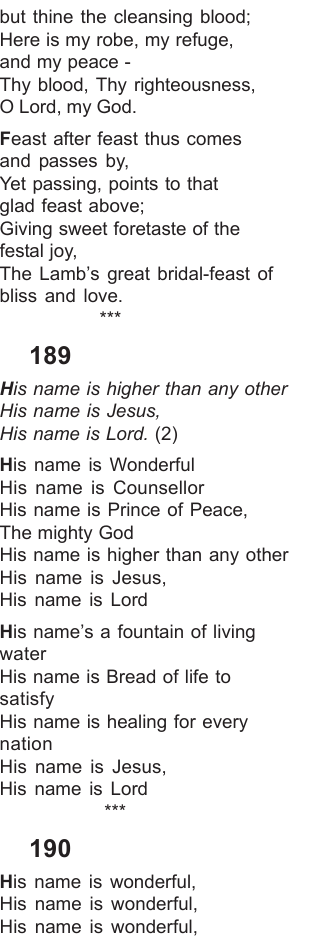 but thine the cleansing blood;
Here is my robe, my refuge,
and my peace -
Thy blood, Thy righteousness,
O Lord, my God.
Feast after feast thus comes
and passes by,
Yet passing, points to that
glad feast above;
Giving sweet foretaste of the
festal joy,
The Lamb's great bridal-feast of
bliss and love.
***
189
His name is higher than any other
His name is Jesus,
His name is Lord. (2)
His name is Wonderful
His name is Counsellor
His name is Prince of Peace,
The mighty God
His name is higher than any other
His name is Jesus,
His name is Lord
His name's a fountain of living
water
His name is Bread of life to
satisfy
His name is healing for every
nation
His name is Jesus,
His name is Lord
***
190
His name is wonderful,
His name is wonderful,
His name is wonderful,